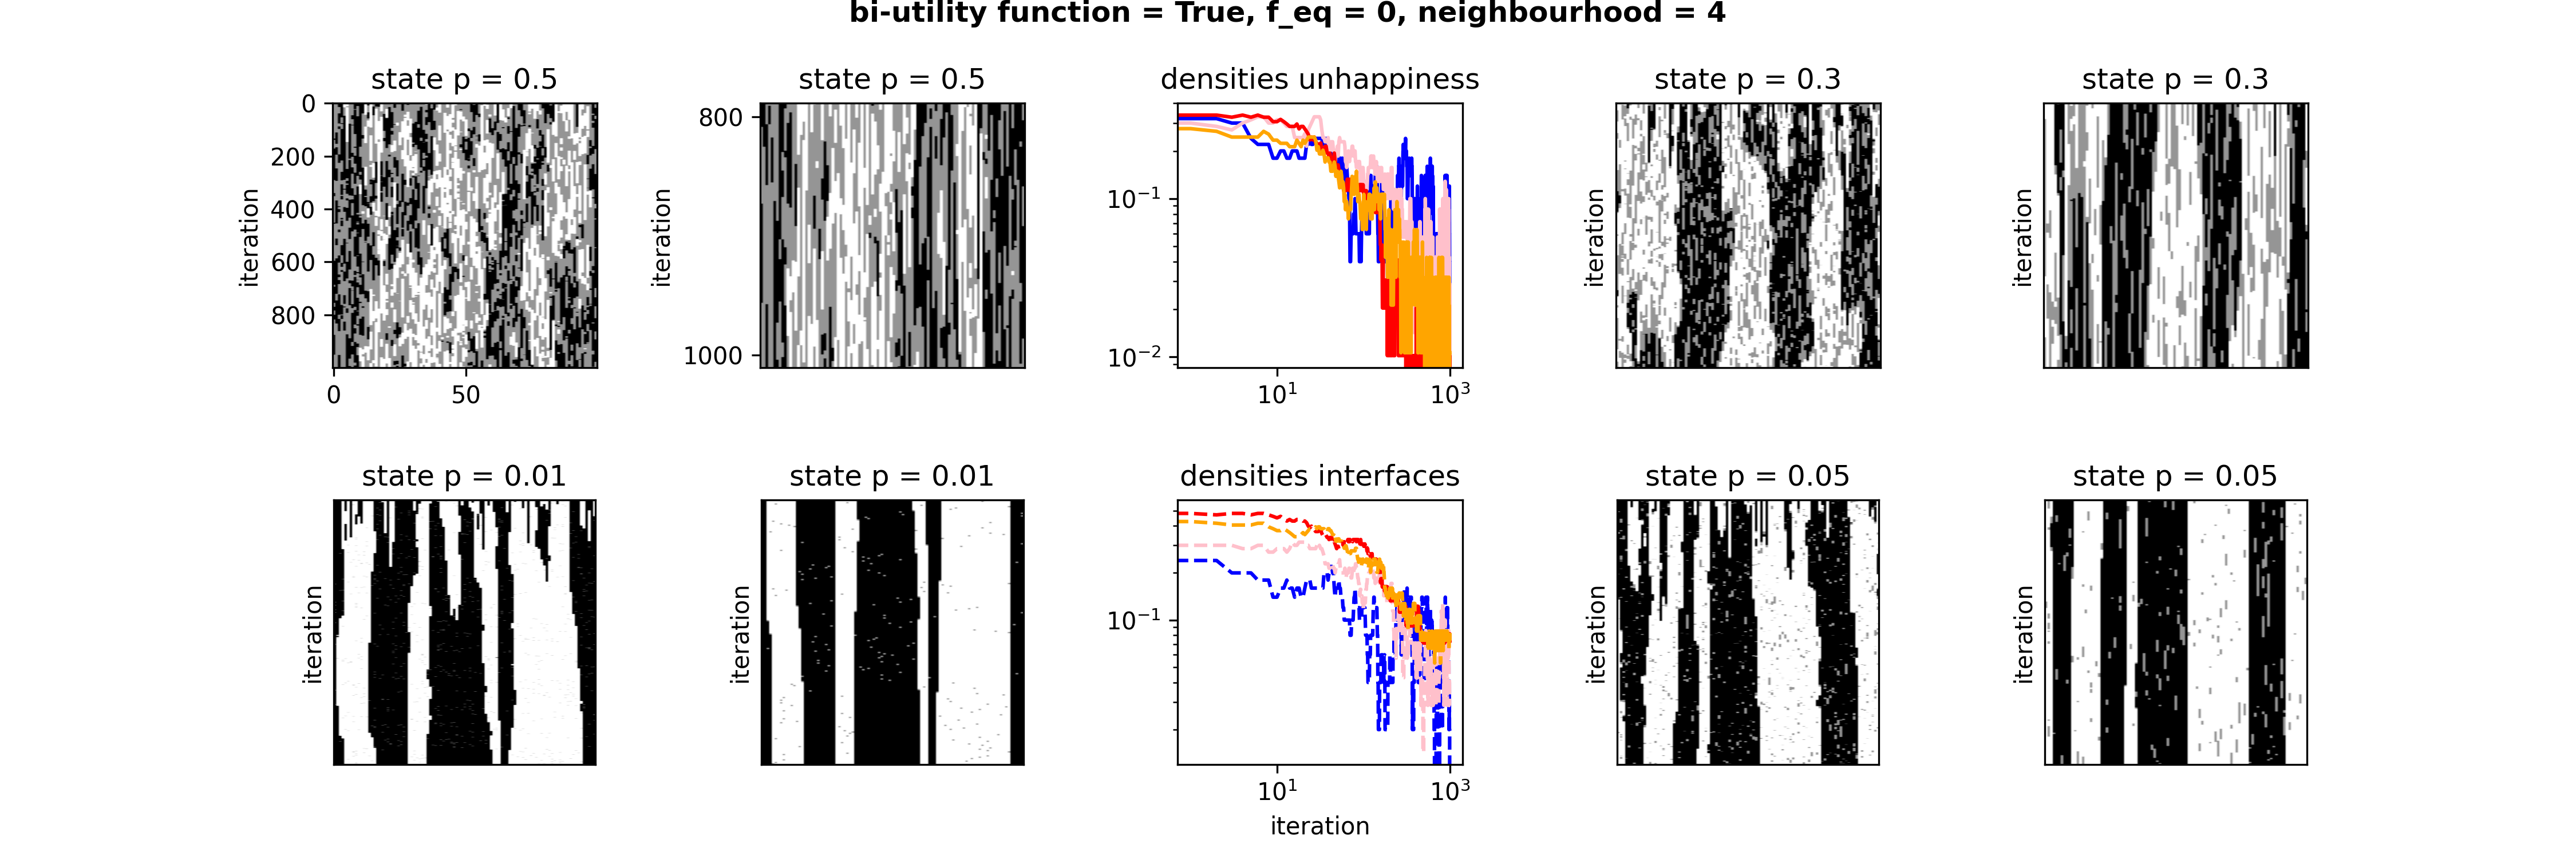 bi-utility function = True, f_eq = 0, neighbourhood = 4
state p = 0.5
state p = 0.5
densities unhappiness
state p = 0.3
state p = 0.3
iteration
0
200
400
600
800
0
50
iteration
800
1000
10⁻¹
10⁻²
10¹
10³
iteration
iteration
state p = 0.01
state p = 0.01
densities interfaces
state p = 0.05
state p = 0.05
iteration
iteration
10⁻¹
10¹
10³
iteration
iteration
iteration